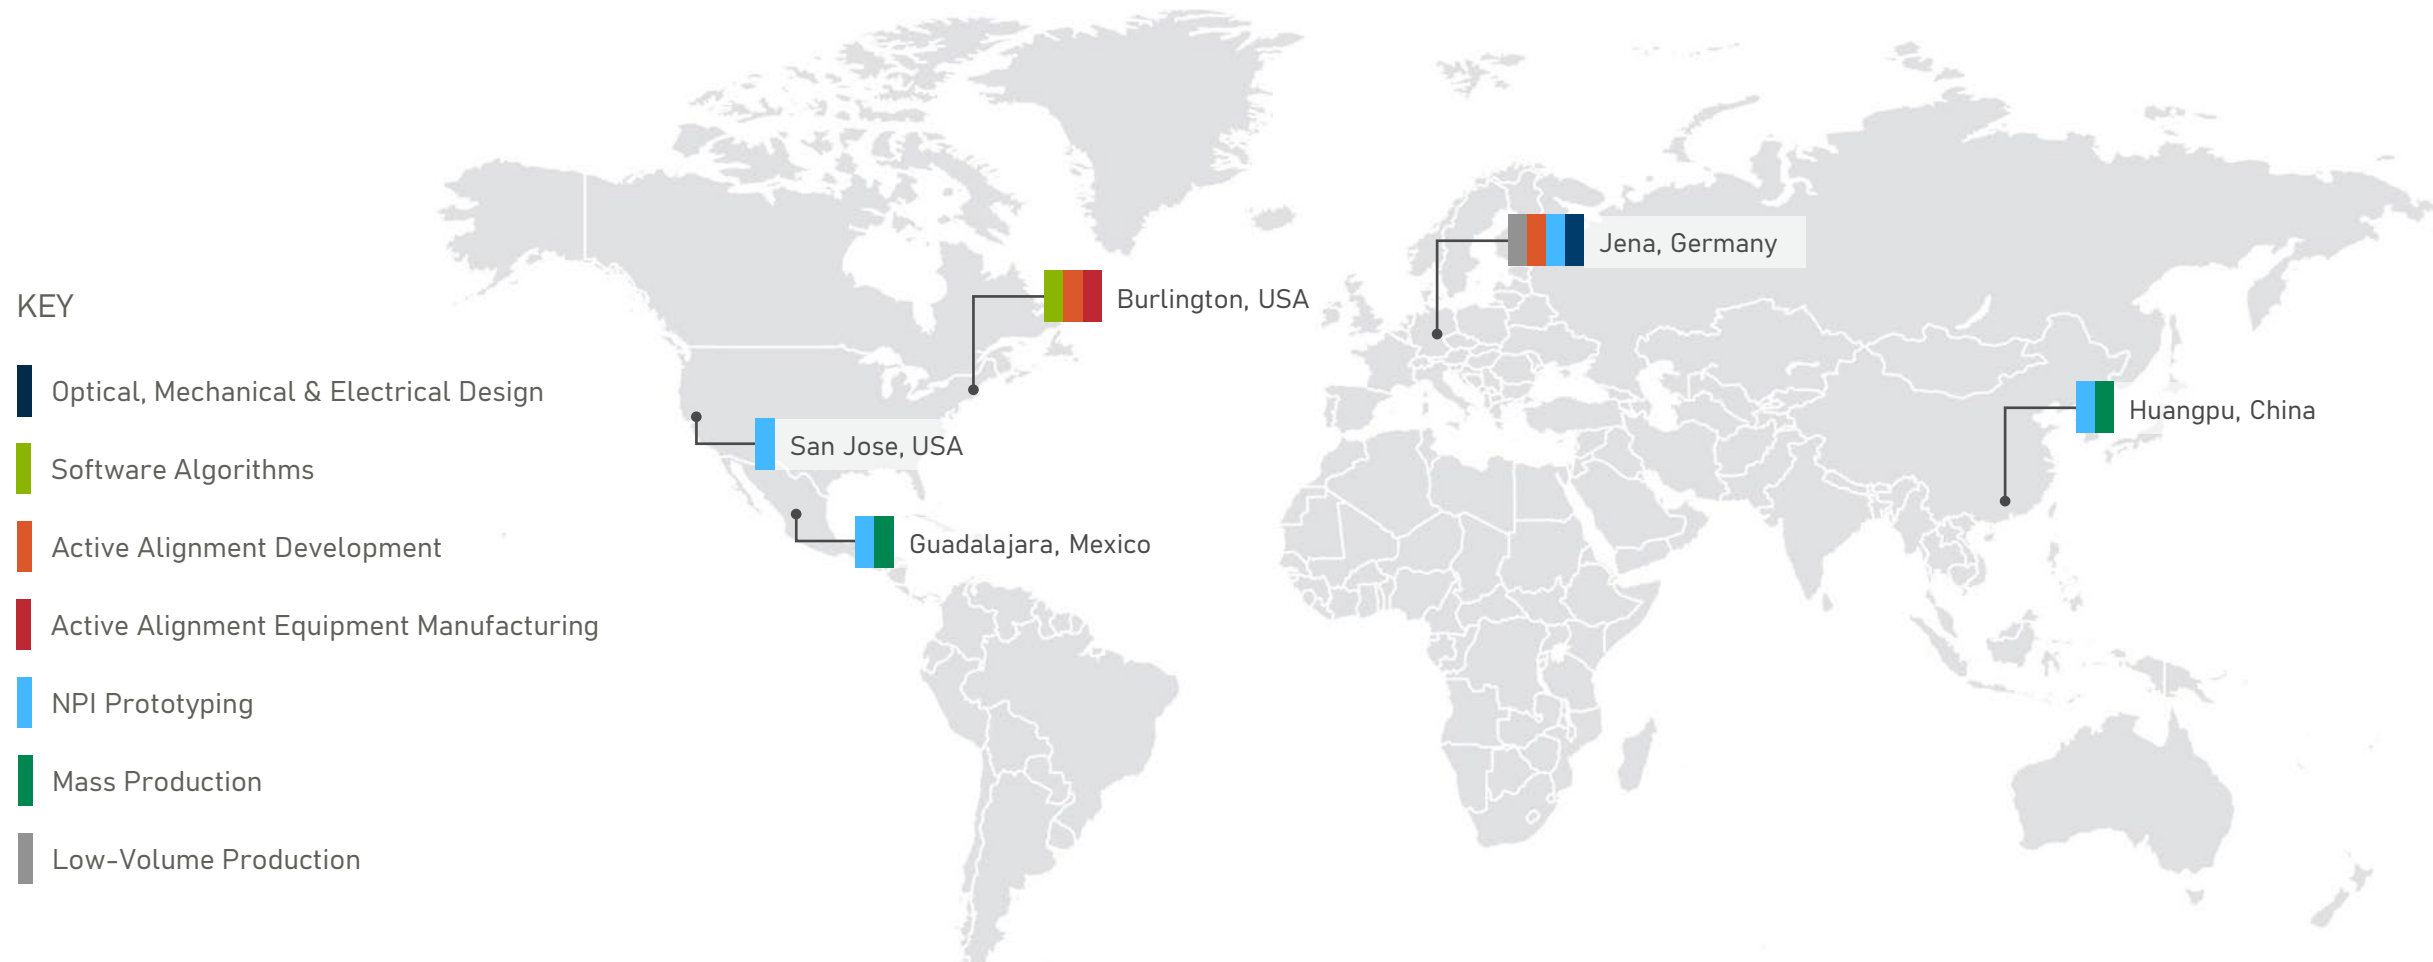 KEY
Optical, Mechanical & Electrical Design
Software Algorithms
Active Alignment Development
Active Alignment Equipment Manufacturing
NPI Prototyping
Mass Production
Low-Volume Production
Jena, Germany
Burlington, USA
Huangpu, China
San Jose, USA
Guadalajara, Mexico